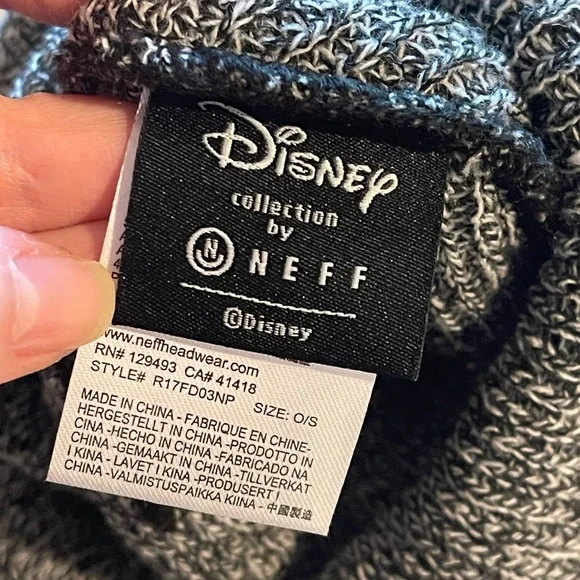 Disney
collection
by
NEFF
©Disney
www.neffheadwear.com
RN# 129493 CA# 41418
STYLE# R17FD03NP SIZE: O/S
MADE IN CHINA - FABRIQUE EN CHINE-
HERGESTELLT IN CHINA -PRODOTTO IN
CINA -HECHO IN CHINA -FABRICADO NA
CHINA -GEMAAKT IN CHINA -TILLVERKAT
I KINA - LAVET I KINA -PRODUSERT I
CHINA -VALMISTUSPAIKKA KIINA - 中國製造